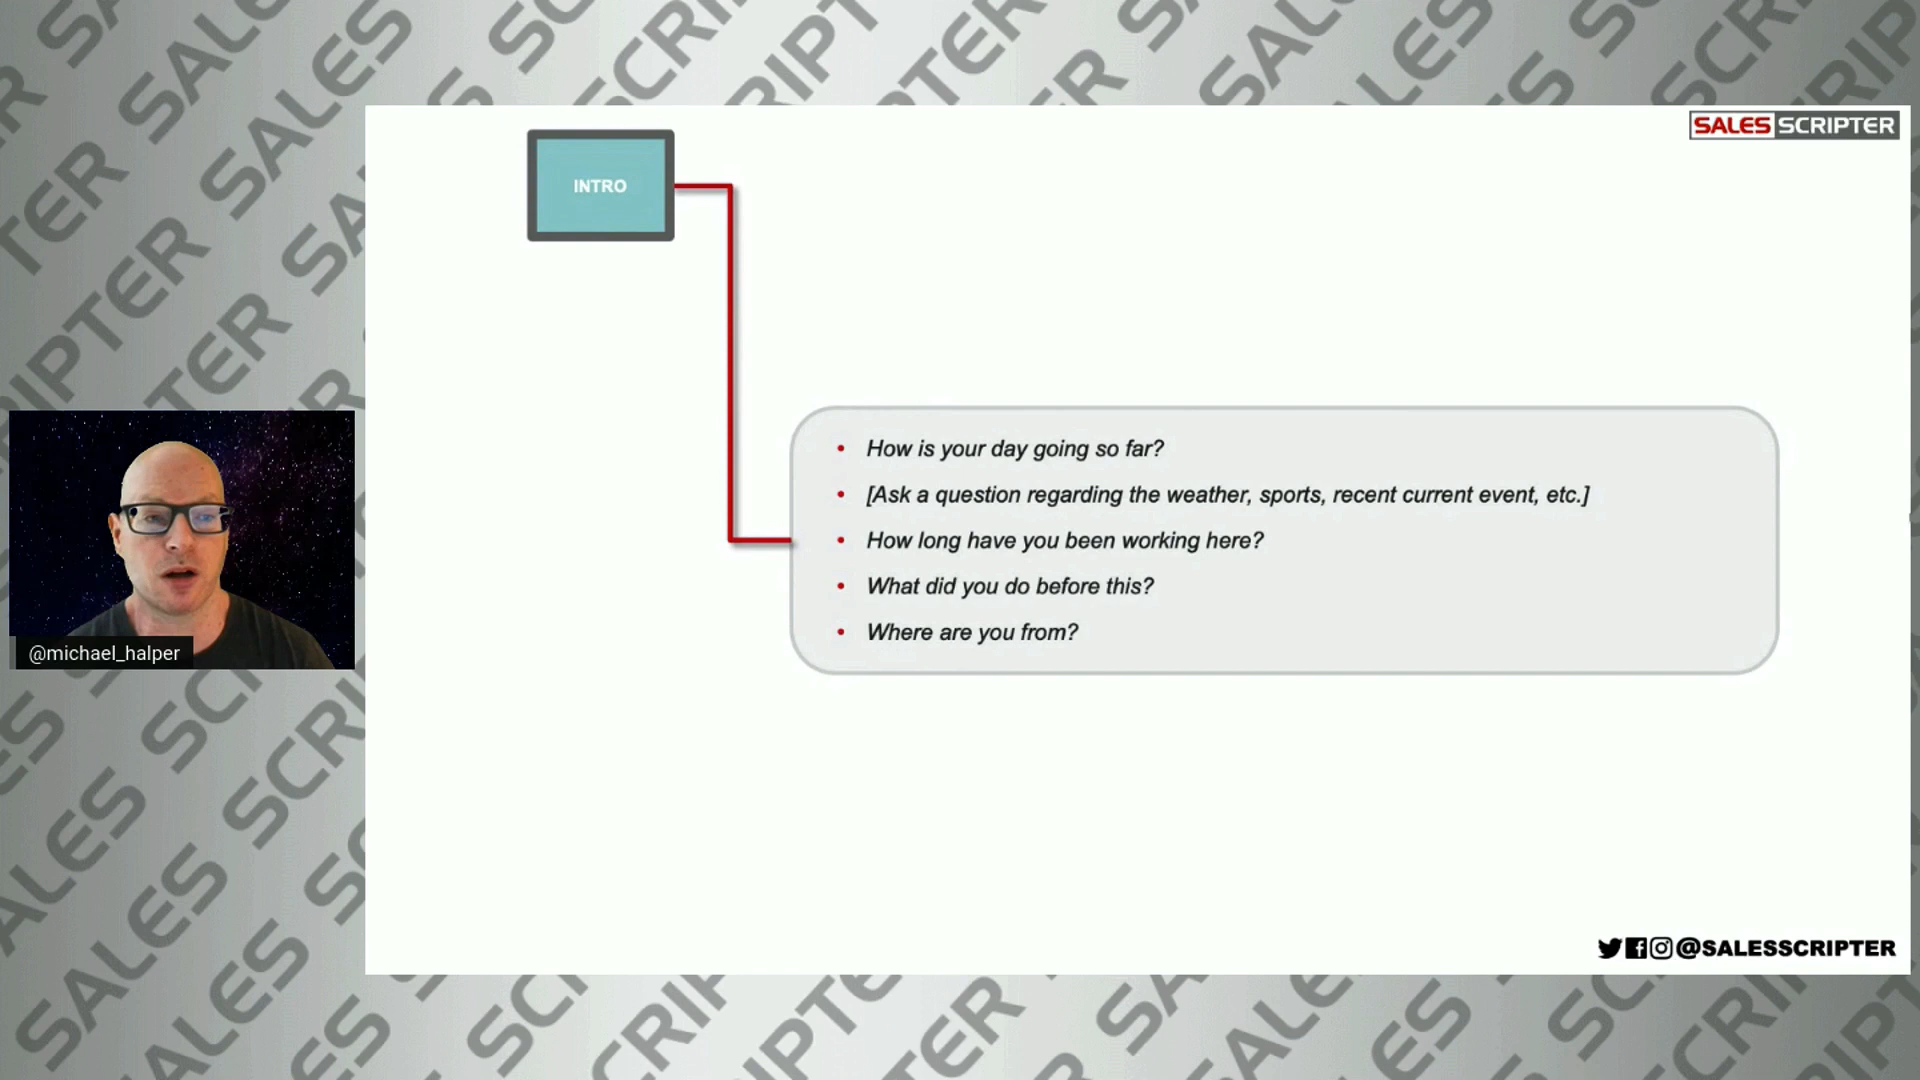 SALES SCRIPTER
INTRO
• How is your day going so far?
• [Ask a question regarding the weather, sports, recent current event, etc.]
• How long have you been working here?
• What did you do before this?
• Where are you from?
@michael_halper
@SALESSCRIPTER